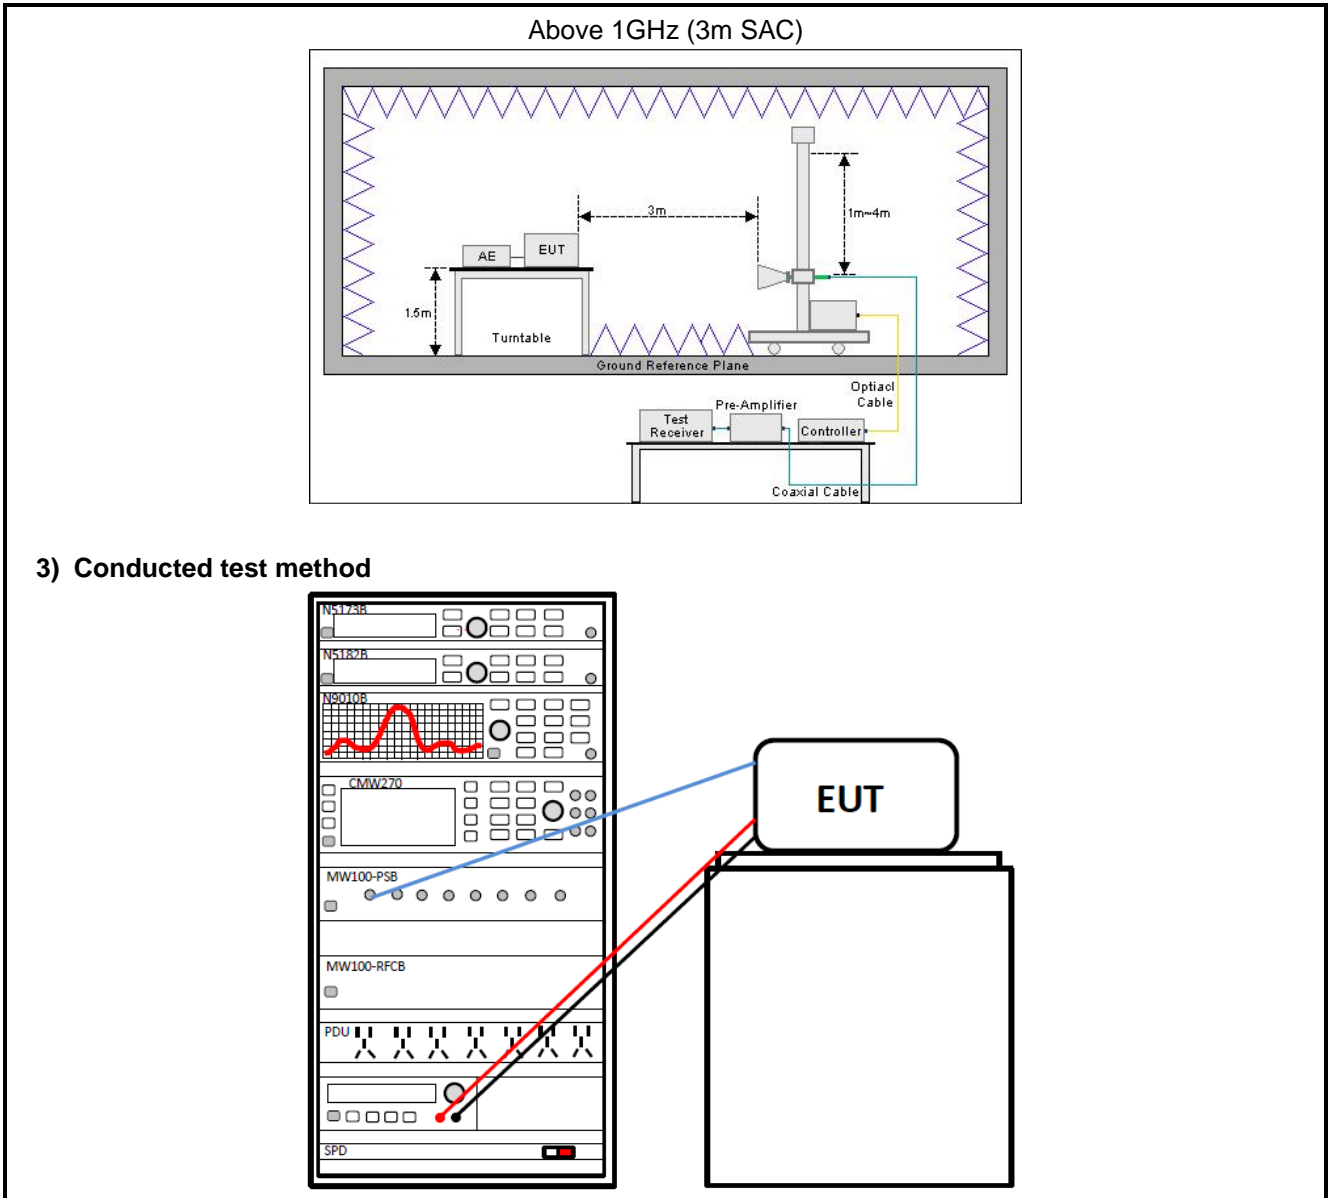 Above 1GHz (3m SAC)
3m
1m~4m
AE
EUT
1.5m
Turntable
Ground Reference Plane
Optiacl
Cable
Pre-Amplifier
Test
Receiver
Controller
Coaxial Cable
3) Conducted test method
N5173B
N5182B
N9010B
CMW270
EUT
MW100-PSB
MW100-RFCB
PDU
SPD